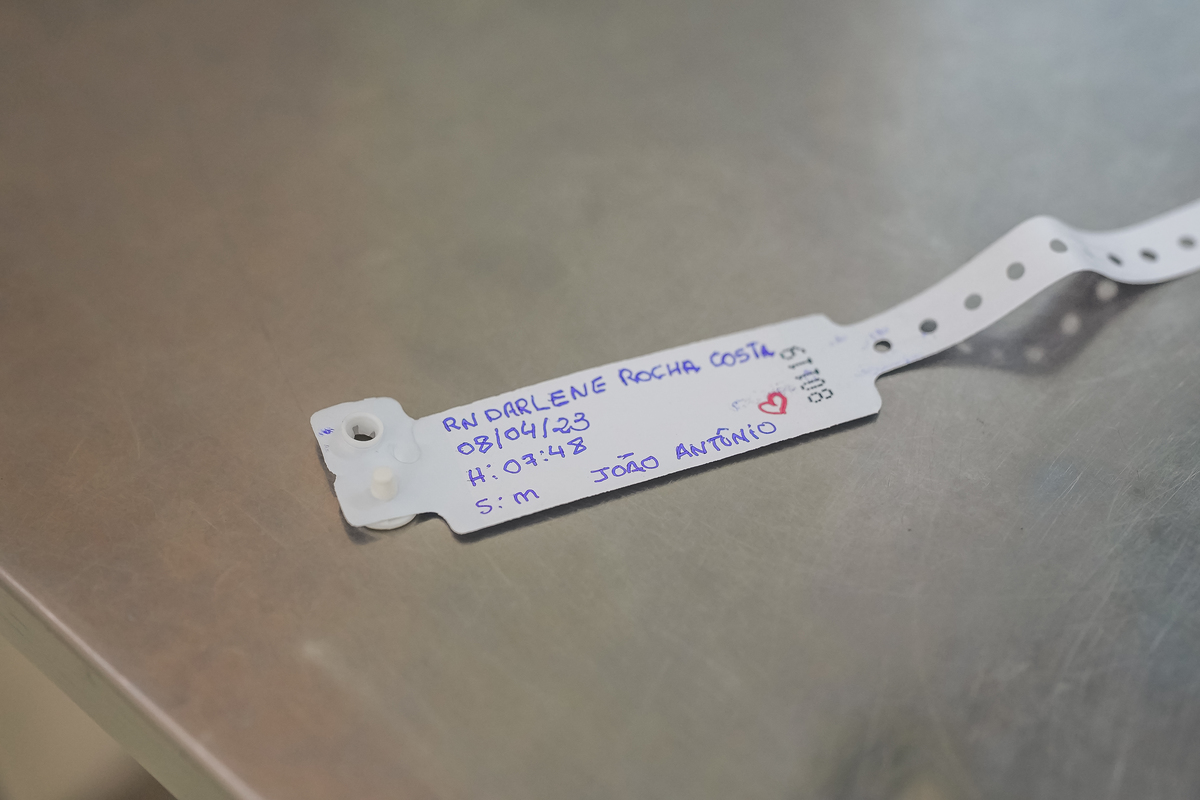 RN DARLENE ROCHA COSTA
08/04/23
H: 07:48
S: m JOÃO ANTÔNIO